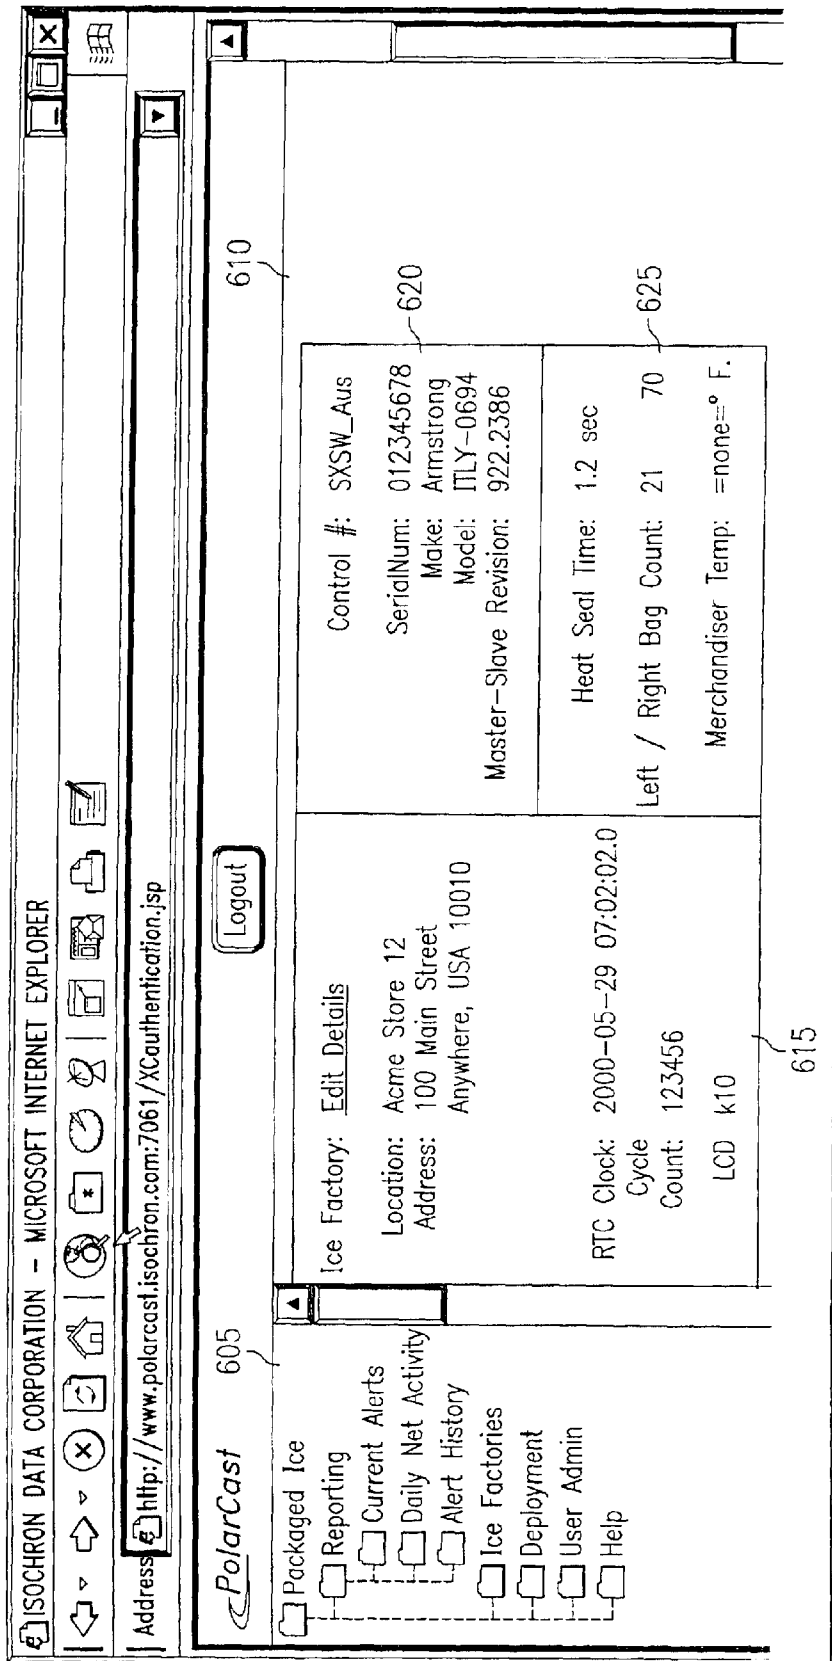 ISOCHRON DATA CORPORATION - MICROSOFT INTERNET EXPLORER
Address http://www.polarcast.isochron.com:7061/XCauthentication.jsp
PolarCast
Logout
605
610
Packaged Ice
Reporting
Current Alerts
Daily Net Activity
Alert History
Ice Factories
Deployment
User Admin
Help
Ice Factory: Edit Details
Location: Acme Store 12
Address: 100 Main Street
Anywhere, USA 10010
RTC Clock: 2000-05-29 07:02:02.0
Cycle
Count: 123456
LCD k10
615
Control #: SXSW_Aus
SerialNum: 012345678
Make: Armstrong
Model: ITLY-0694
Master-Slave Revision: 922.2386
620
Heat Seal Time: 1.2 sec
Left / Right Bag Count: 21 70
Merchandiser Temp: =none=° F.
625